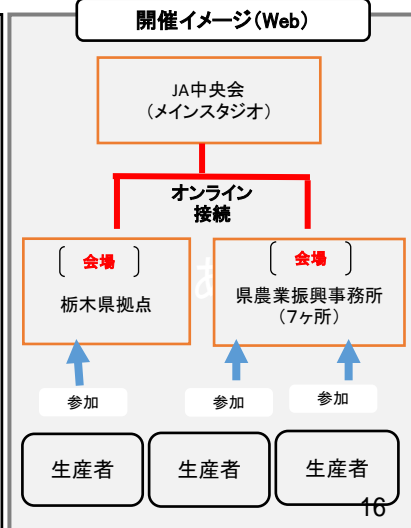 開催イメージ（Web）
JA中央会
（メインスタジオ）
オンライン
接続
〔 会場 〕
栃木県拠点
〔 会場 〕
県農業振興事務所
（7ヶ所）
参加
参加
参加
生産者
生産者
生産者
16